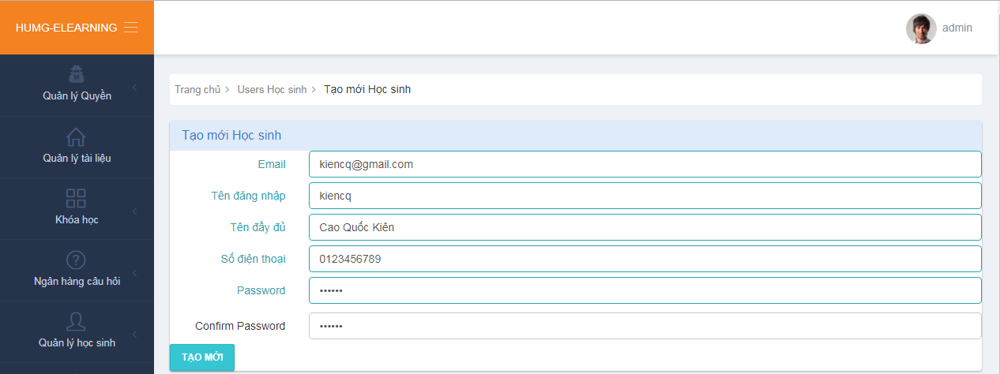 HUMG-ELEARNING
admin
Quản lý Quyền
Quản lý tài liệu
Khóa học
Ngân hàng câu hỏi
Quản lý học sinh
Trang chủ > Users Học sinh > Tạo mới Học sinh
Tạo mới Học sinh
Email kiencq@gmail.com
Tên đăng nhập kiencq
Tên đầy đủ Cao Quốc Kiên
Số điện thoại 0123456789
Password ••••••
Confirm Password ••••••
TẠO MỚI